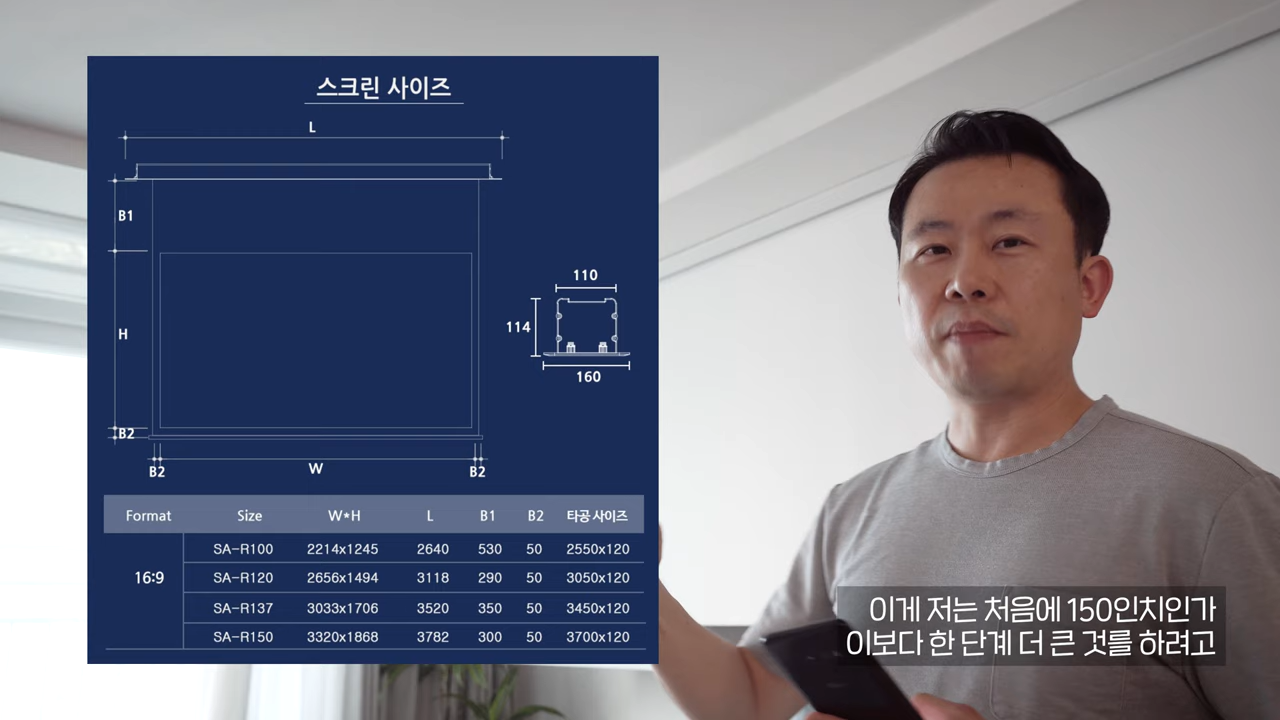 스크린 사이즈
L
B1
H
B2
B2 W B2
110
114
160
Format Size W*H L B1 B2 타공 사이즈
16:9
SA-R100 2214x1245 2640 530 50 2550x120
SA-R120 2656x1494 3118 290 50 3050x120
SA-R137 3033x1706 3520 350 50 3450x120
SA-R150 3320x1868 3782 300 50 3700x120
이게 저는 처음에 150인치인가
이보다 한 단계 더 큰 것를 하려고